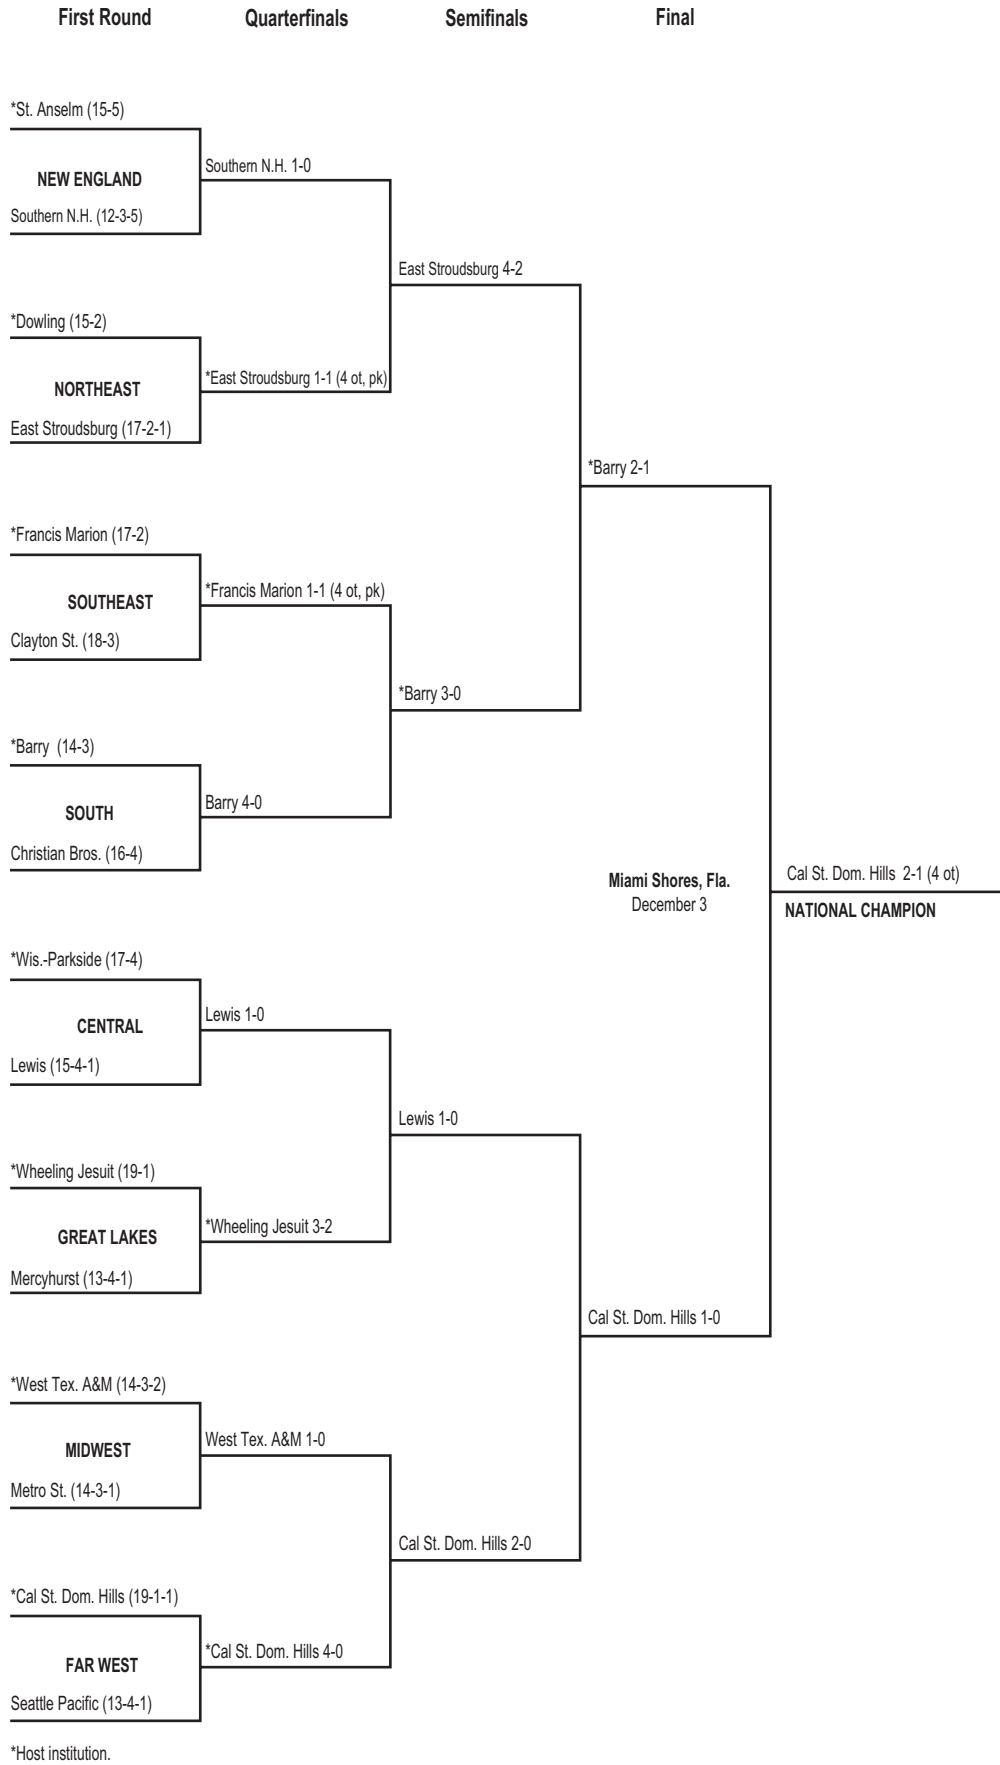 First Round Quarterfinals Semifinals Final
*St. Anselm (15-5)
NEW ENGLAND
Southern N.H. (12-3-5)
Southern N.H. 1-0
*Dowling (15-2)
NORTHEAST
East Stroudsburg (17-2-1)
*East Stroudsburg 1-1 (4 ot, pk)
East Stroudsburg 4-2
*Francis Marion (17-2)
SOUTHEAST
Clayton St. (18-3)
*Francis Marion 1-1 (4 ot, pk)
*Barry (14-3)
SOUTH
Christian Bros. (16-4)
Barry 4-0
*Barry 3-0
*Barry 2-1
*Wis.-Parkside (17-4)
CENTRAL
Lewis (15-4-1)
Lewis 1-0
*Wheeling Jesuit (19-1)
GREAT LAKES
Mercyhurst (13-4-1)
*Wheeling Jesuit 3-2
Lewis 1-0
*West Tex. A&M (14-3-2)
MIDWEST
Metro St. (14-3-1)
West Tex. A&M 1-0
*Cal St. Dom. Hills (19-1-1)
FAR WEST
Seattle Pacific (13-4-1)
*Cal St. Dom. Hills 4-0
Cal St. Dom. Hills 2-0
Cal St. Dom. Hills 1-0
Miami Shores, Fla.
December 3
Cal St. Dom. Hills 2-1 (4 ot)
NATIONAL CHAMPION
*Host institution.